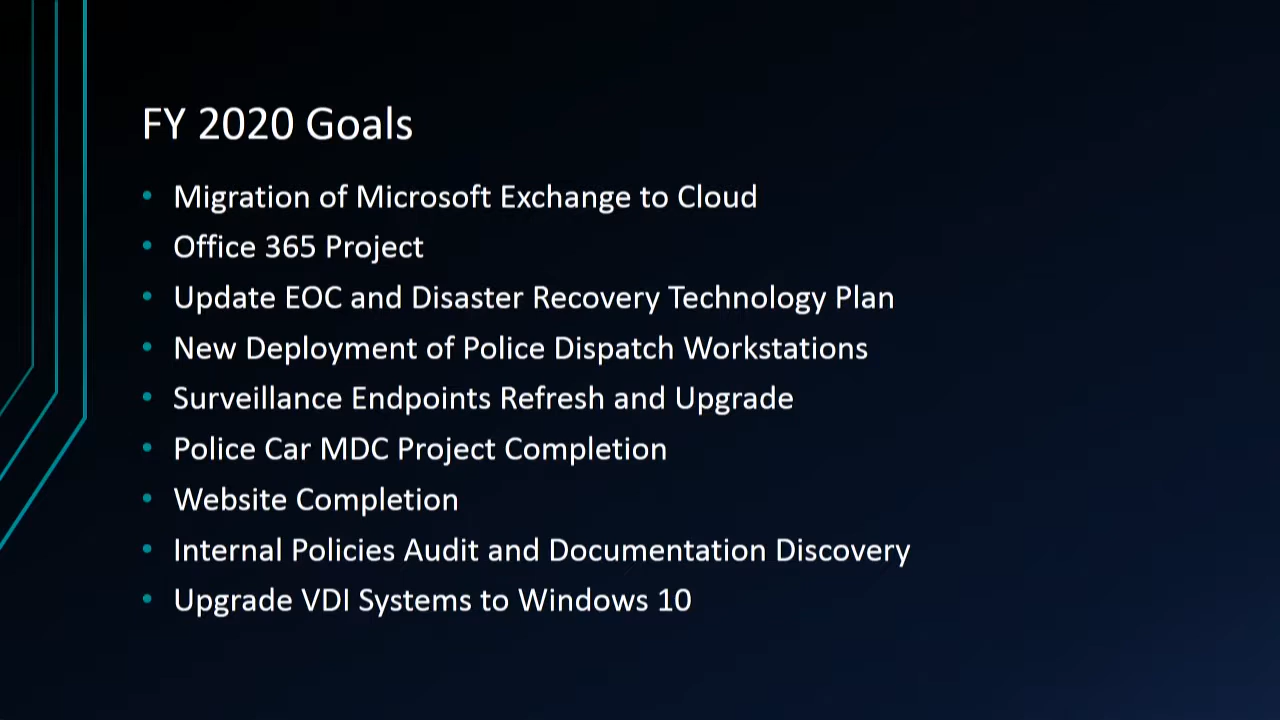 FY 2020 Goals
• Migration of Microsoft Exchange to Cloud
• Office 365 Project
• Update EOC and Disaster Recovery Technology Plan
• New Deployment of Police Dispatch Workstations
• Surveillance Endpoints Refresh and Upgrade
• Police Car MDC Project Completion
• Website Completion
• Internal Policies Audit and Documentation Discovery
• Upgrade VDI Systems to Windows 10